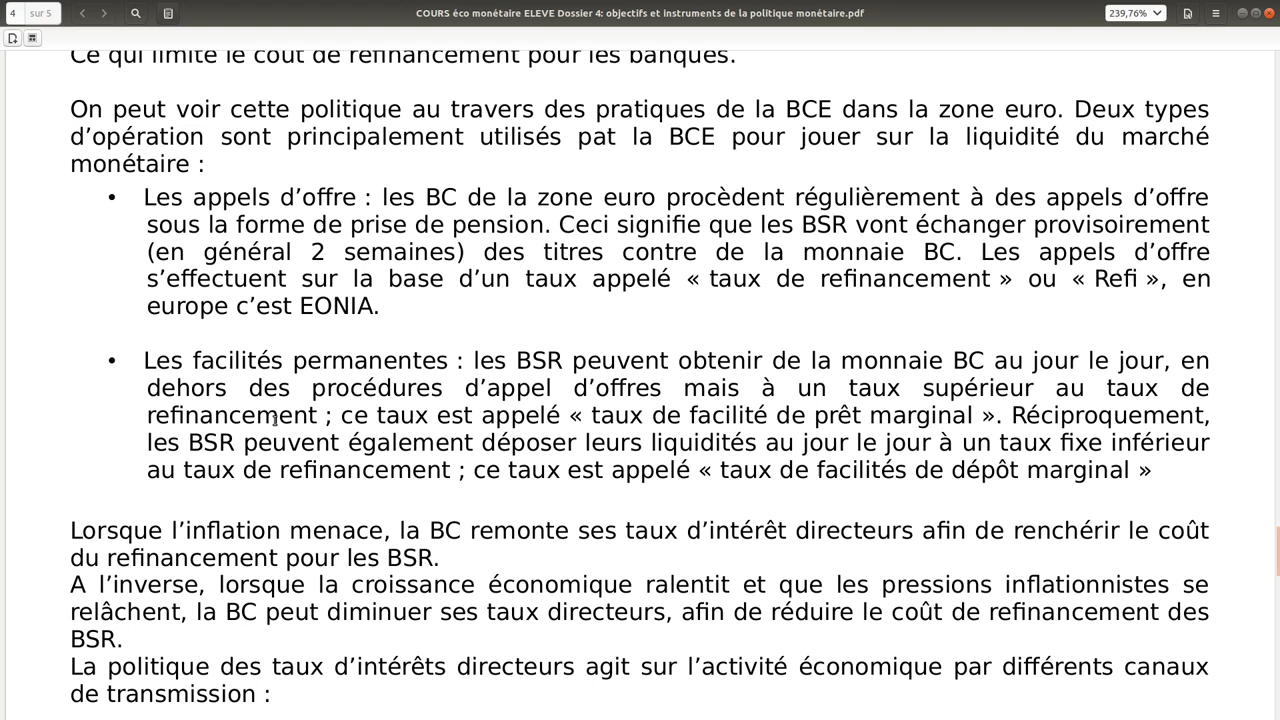 4 sur 5
COURS éco monétaire ELEVE Dossier 4: objectifs et instruments de la politique monétaire.pdf
239,76%
Ce qui limite le coût de refinancement pour les banques.
On peut voir cette politique au travers des pratiques de la BCE dans la zone euro. Deux types
d’opération sont principalement utilisés pat la BCE pour jouer sur la liquidité du marché
monétaire :
• Les appels d’offre : les BC de la zone euro procèdent régulièrement à des appels d’offre
sous la forme de prise de pension. Ceci signifie que les BSR vont échanger provisoirement
(en général 2 semaines) des titres contre de la monnaie BC. Les appels d’offre
s’effectuent sur la base d’un taux appelé « taux de refinancement » ou « Refi », en
europe c’est EONIA.
• Les facilités permanentes : les BSR peuvent obtenir de la monnaie BC au jour le jour, en
dehors des procédures d’appel d’offres mais à un taux supérieur au taux de
refinancement ; ce taux est appelé « taux de facilité de prêt marginal ». Réciproquement,
les BSR peuvent également déposer leurs liquidités au jour le jour à un taux fixe inférieur
au taux de refinancement ; ce taux est appelé « taux de facilités de dépôt marginal »
Lorsque l’inflation menace, la BC remonte ses taux d’intérêt directeurs afin de renchérir le coût
du refinancement pour les BSR.
A l’inverse, lorsque la croissance économique ralentit et que les pressions inflationnistes se
relâchent, la BC peut diminuer ses taux directeurs, afin de réduire le coût de refinancement des
BSR.
La politique des taux d’intérêts directeurs agit sur l’activité économique par différents canaux
de transmission :